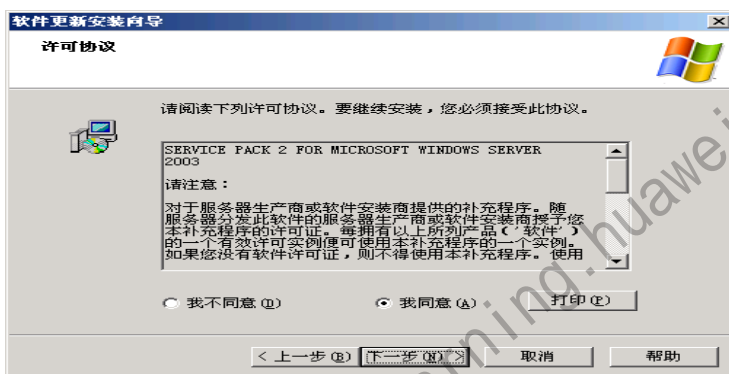 软件更新安装向导
许可协议
请阅读下列许可协议。要继续安装，您必须接受此协议。
SERVICE PACK 2 FOR MICROSOFT WINDOWS SERVER
2003
请注意：
对于服务器生产商或软件安装商提供的补充程序。随
服务器分发此软件的服务器生产商或软件安装商授予您
本补充程序的许可证。每拥有以上所列产品（‘软件’）
的一个有效许可实例便可使用本补充程序的一个实例。
如果您没有软件许可证，则不得使用本补充程序。使用
我不同意(D)
我同意(A)
打印(P)
< 上一步(B)
下一步(N) >
取消
帮助
rning.huawei